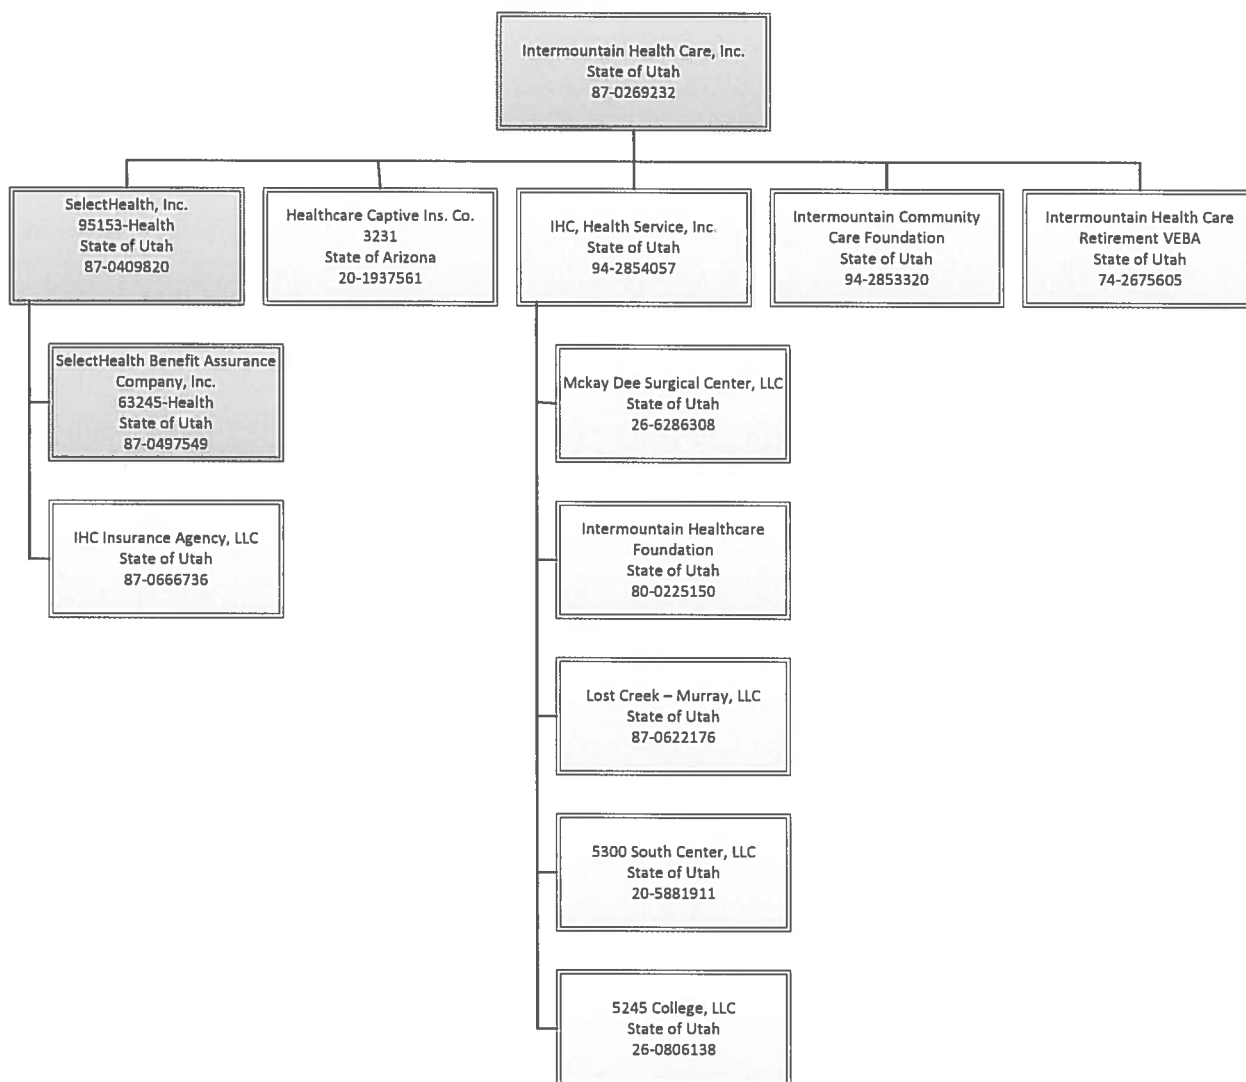 Intermountain Health Care, Inc.
State of Utah
87-0269232
SelectHealth, Inc.
95153-Health
State of Utah
87-0409820
Healthcare Captive Ins. Co.
3231
State of Arizona
20-1937561
IHC, Health Service, Inc.
State of Utah
94-2854057
Intermountain Community
Care Foundation
State of Utah
94-2853320
Intermountain Health Care
Retirement VEBA
State of Utah
74-2675605
SelectHealth Benefit Assurance
Company, Inc.
63245-Health
State of Utah
87-0497549
IHC Insurance Agency, LLC
State of Utah
87-0666736
Mckay Dee Surgical Center, LLC
State of Utah
26-6286308
Intermountain Healthcare
Foundation
State of Utah
80-0225150
Lost Creek – Murray, LLC
State of Utah
87-0622176
5300 South Center, LLC
State of Utah
20-5881911
5245 College, LLC
State of Utah
26-0806138